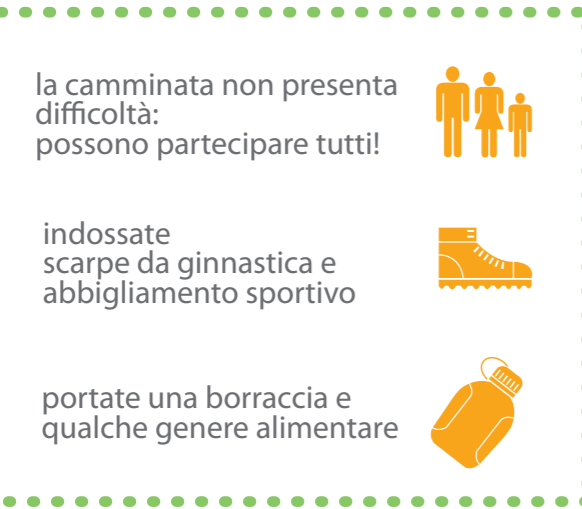 la camminata non presenta
difficoltà:
possono partecipare tutti!
indossate
scarpe da ginnastica e
abbigliamento sportivo
portate una borraccia e
qualche genere alimentare